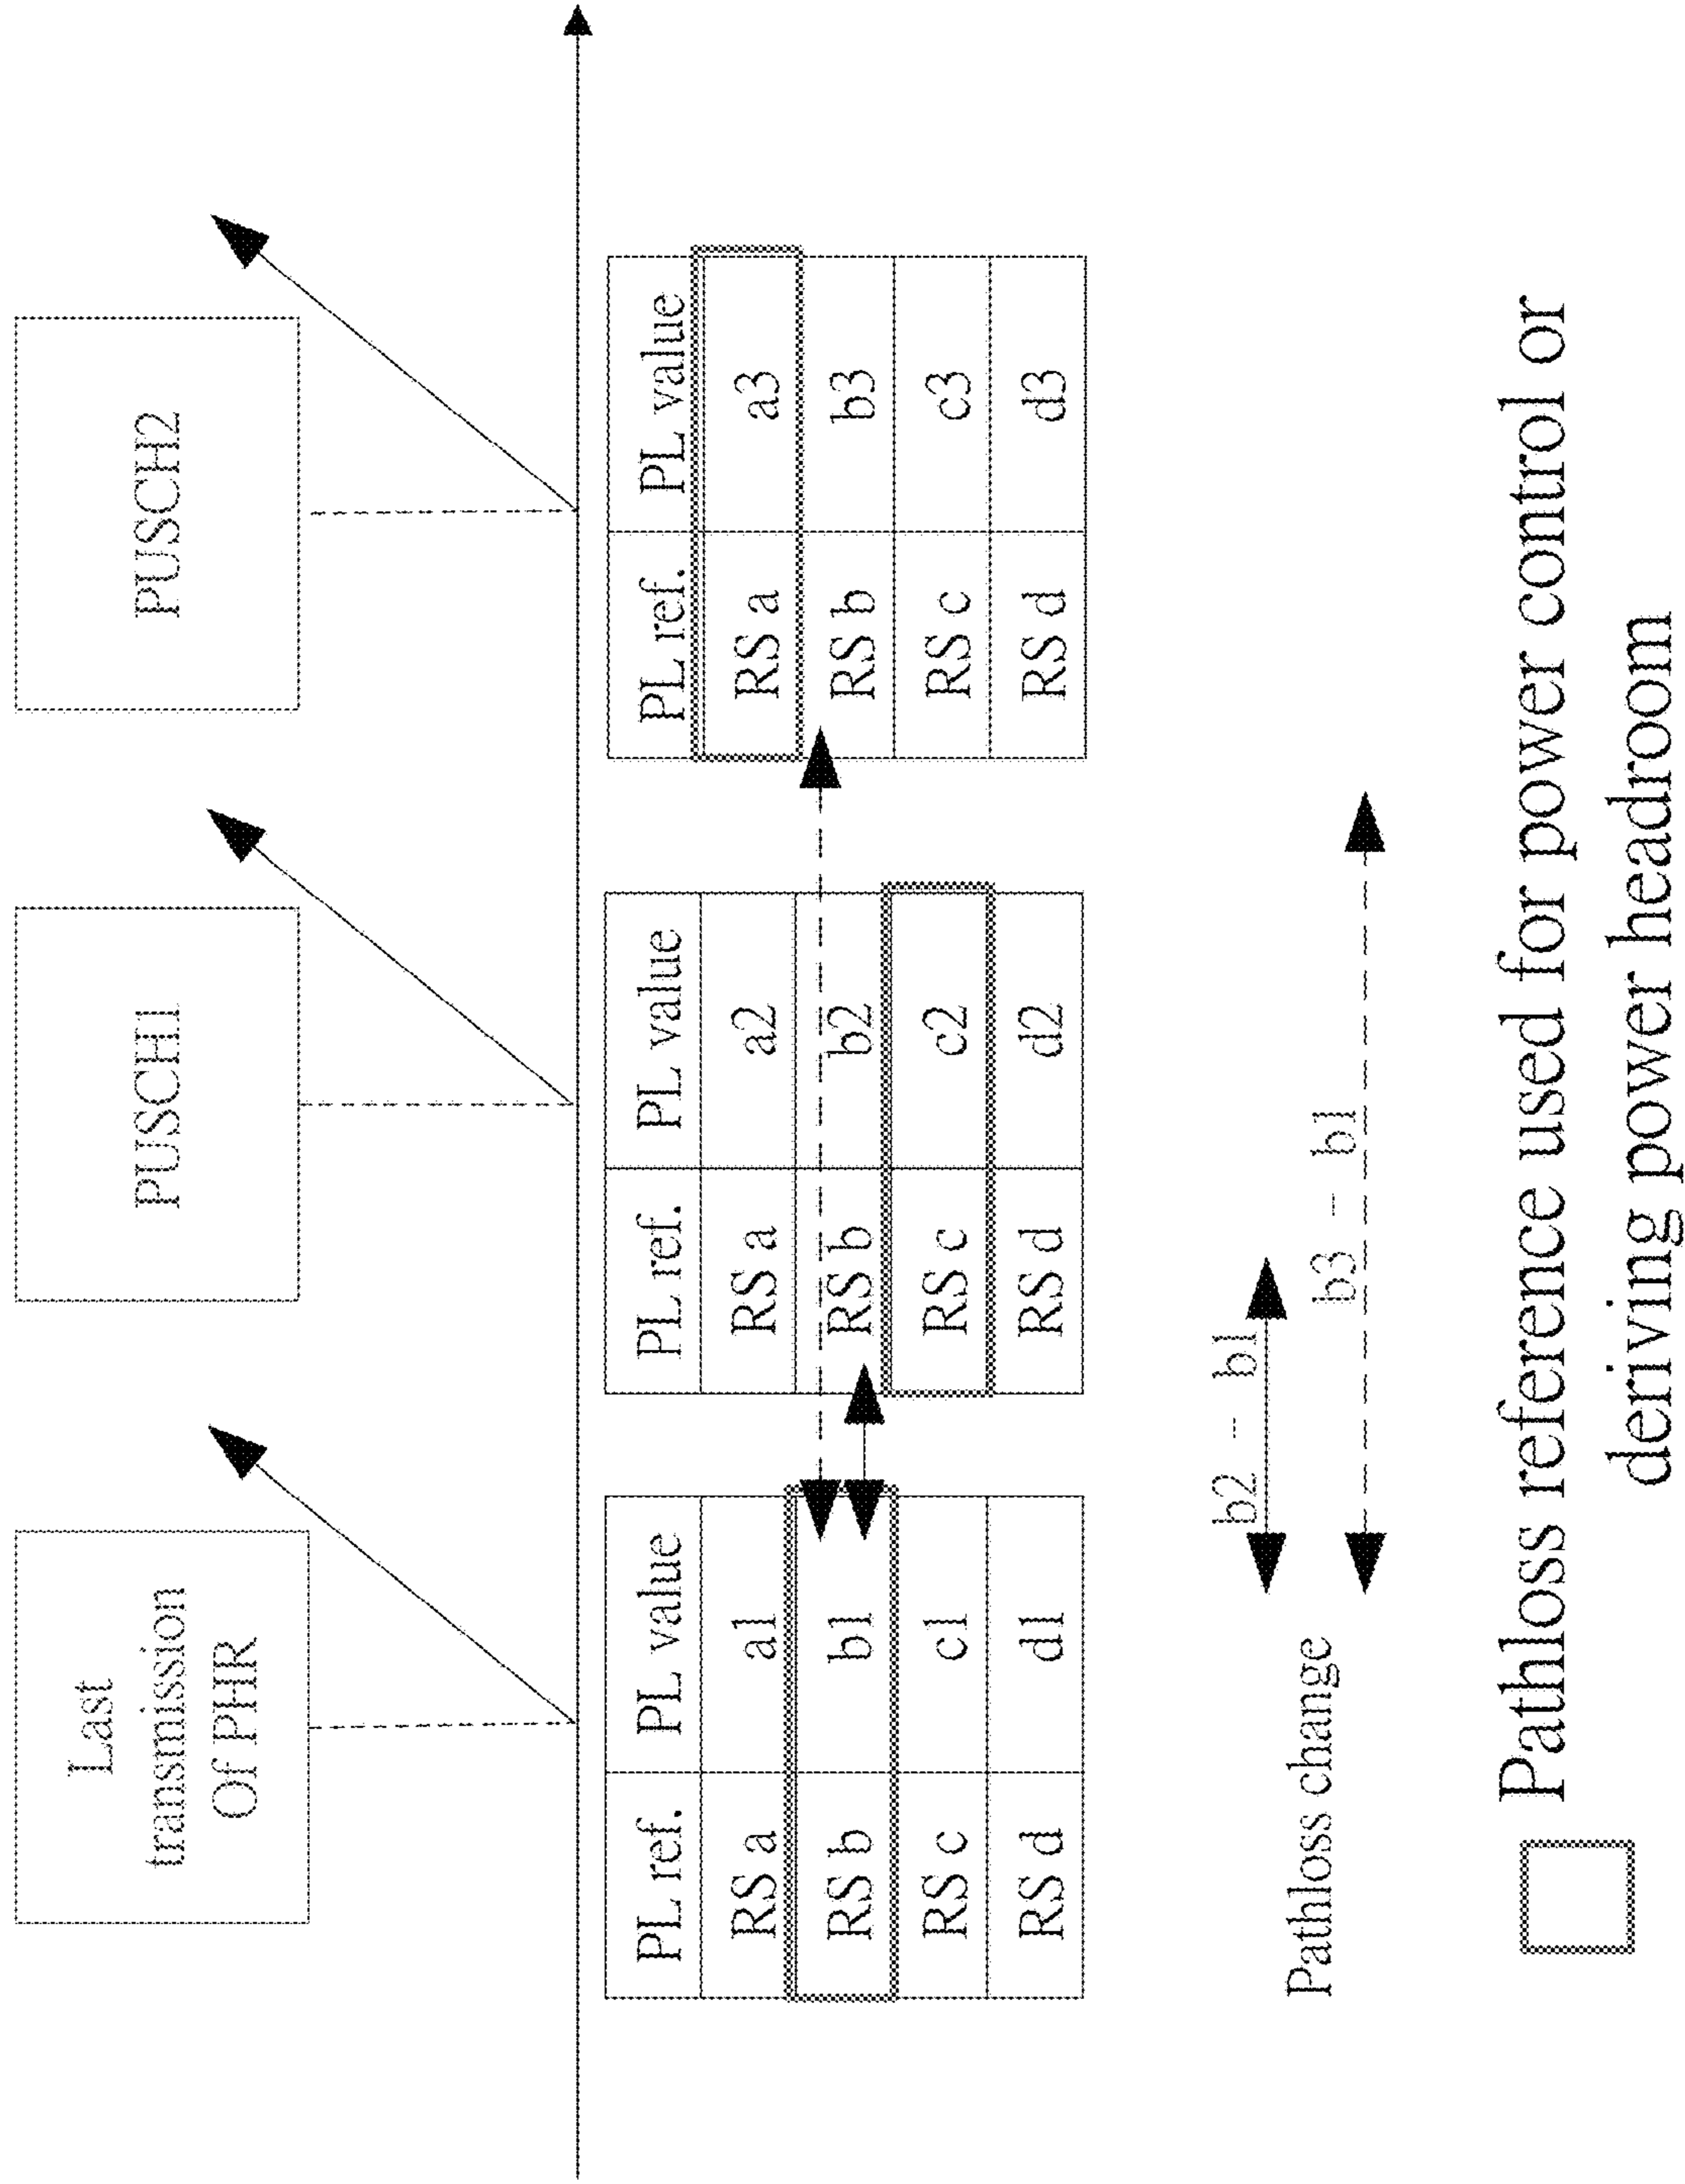 Last
transmission
Of PHR
PUSCH1
PUSCH2
PL ref. PL value
RS a a1
RS b b1
RS c c1
RS d d1
PL ref. PL value
RS a a2
RS b b2
RS c c2
RS d d2
PL ref. PL value
RS a a3
RS b b3
RS c c3
RS d d3
Pathloss change
b2 – b1
b3 – b1
Pathloss reference used for power control or
deriving power headroom